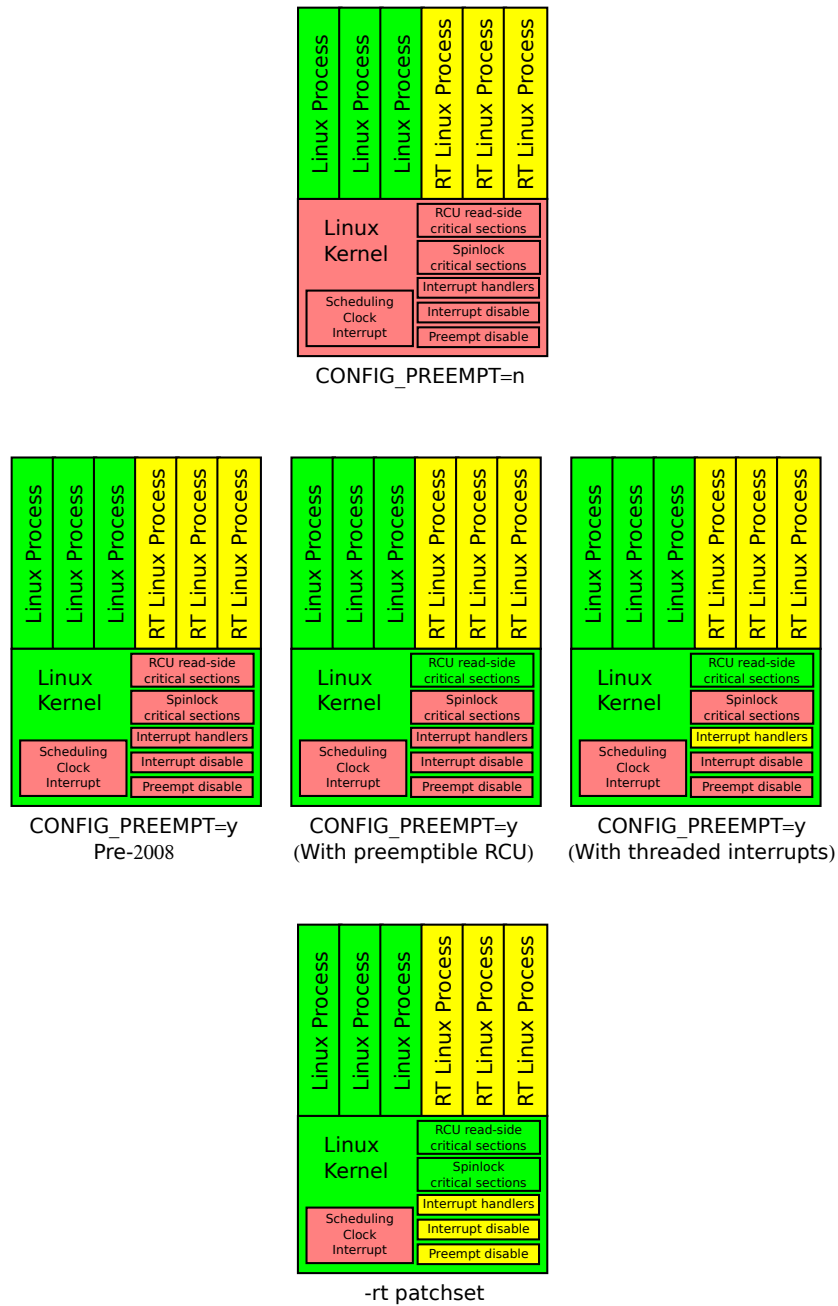 Linux Process
Linux Process
Linux Process
RT Linux Process
RT Linux Process
RT Linux Process
Linux
Kernel
RCU read-side
critical sections
Spinlock
critical sections
Interrupt handlers
Scheduling
Clock
Interrupt
Interrupt disable
Preempt disable
CONFIG_PREEMPT=n
Linux Process
Linux Process
Linux Process
RT Linux Process
RT Linux Process
RT Linux Process
Linux
Kernel
RCU read-side
critical sections
Spinlock
critical sections
Interrupt handlers
Scheduling
Clock
Interrupt
Interrupt disable
Preempt disable
CONFIG_PREEMPT=y
Pre-2008
Linux Process
Linux Process
Linux Process
RT Linux Process
RT Linux Process
RT Linux Process
Linux
Kernel
RCU read-side
critical sections
Spinlock
critical sections
Interrupt handlers
Scheduling
Clock
Interrupt
Interrupt disable
Preempt disable
CONFIG_PREEMPT=y
(With preemptible RCU)
Linux Process
Linux Process
Linux Process
RT Linux Process
RT Linux Process
RT Linux Process
Linux
Kernel
RCU read-side
critical sections
Spinlock
critical sections
Interrupt handlers
Scheduling
Clock
Interrupt
Interrupt disable
Preempt disable
CONFIG_PREEMPT=y
(With threaded interrupts)
Linux Process
Linux Process
Linux Process
RT Linux Process
RT Linux Process
RT Linux Process
Linux
Kernel
RCU read-side
critical sections
Spinlock
critical sections
Interrupt handlers
Scheduling
Clock
Interrupt
Interrupt disable
Preempt disable
-rt patchset